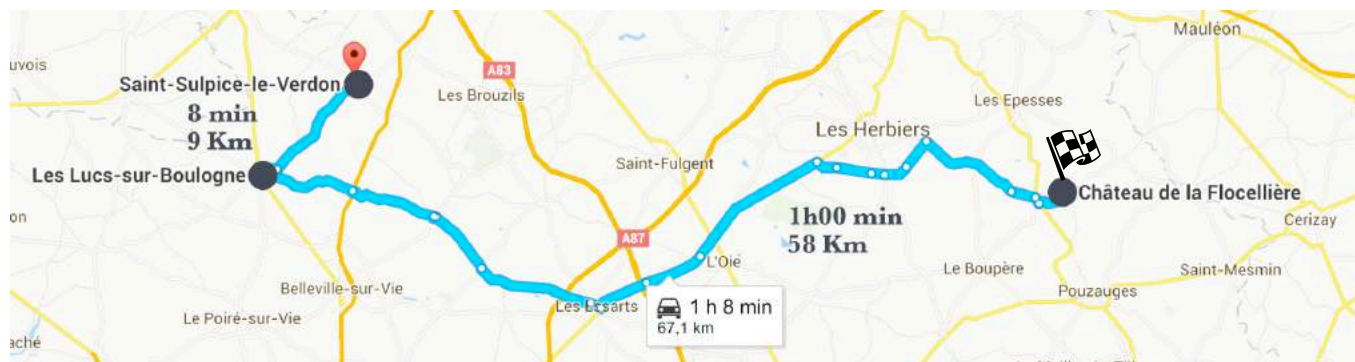 Mauléon
uvois
A83
Saint-Sulpice-le-Verdon
Les Brouzils
Les Epesses
8 min
9 Km
Les Herbiers
Saint-Fulgent
Les Lucs-sur-Boulogne
Château de la Flocellière
on
1h00 min
58 Km
Cerizay
A87
L'Oie
Le Boupère
Saint-Mesmin
Belleville-sur-Vie
Pouzauges
Les Essarts
1 h 8 min
67,1 km
Le Poiré-sur-Vie
aché